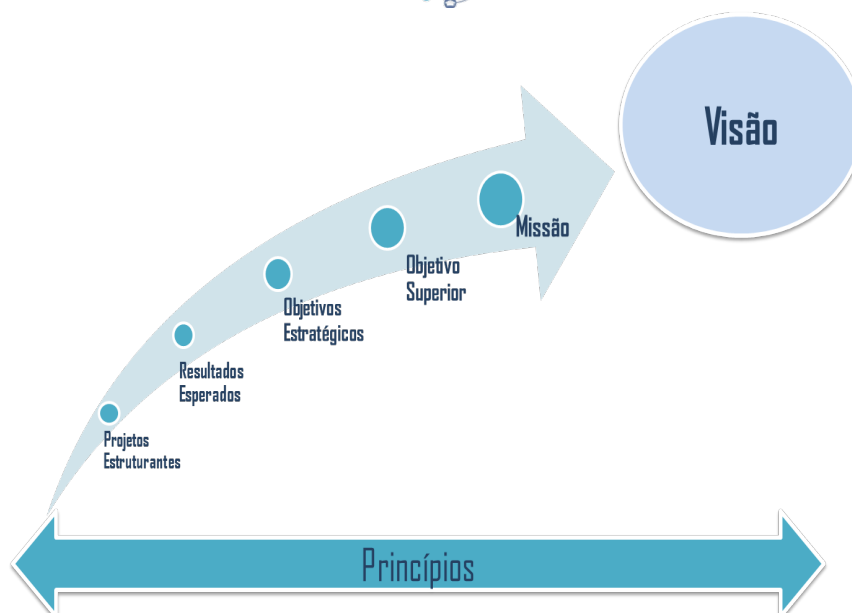 Visão
Missão
Objetivo
Superior
Objetivos
Estratégicos
Resultados
Esperados
Projetos
Estruturantes
Princípios